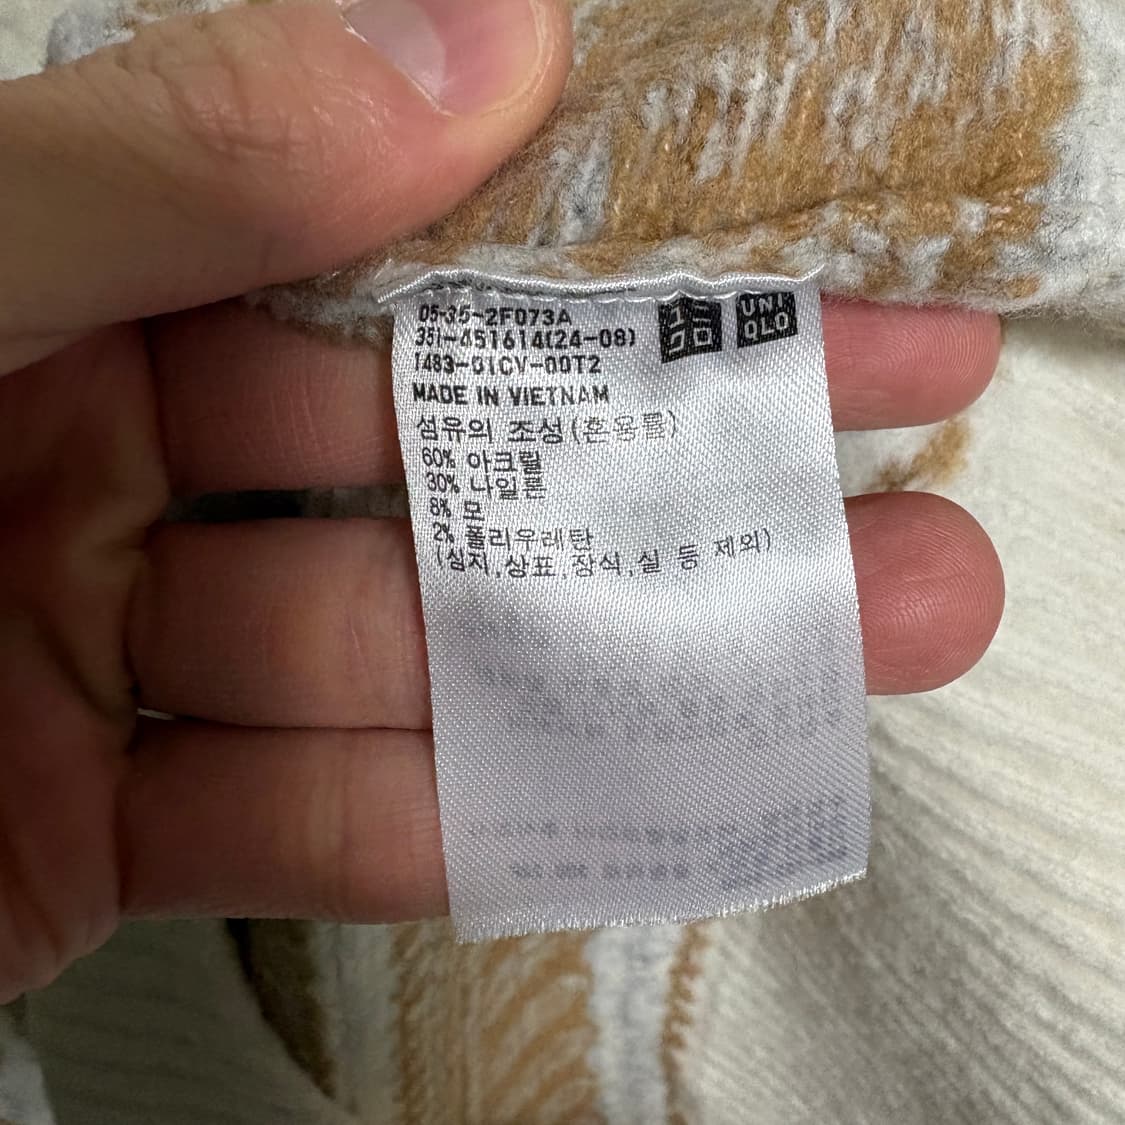 05-35-2F073A
351-451614(24-08)
1483-01CV-00T2
UNI
QLO
MADE IN VIETNAM
섬유의 조성(혼용률)
60% 아크릴
30% 나일론
8% 모
2% 폴리우레탄
(심지,상표,장식,실 등 제외)